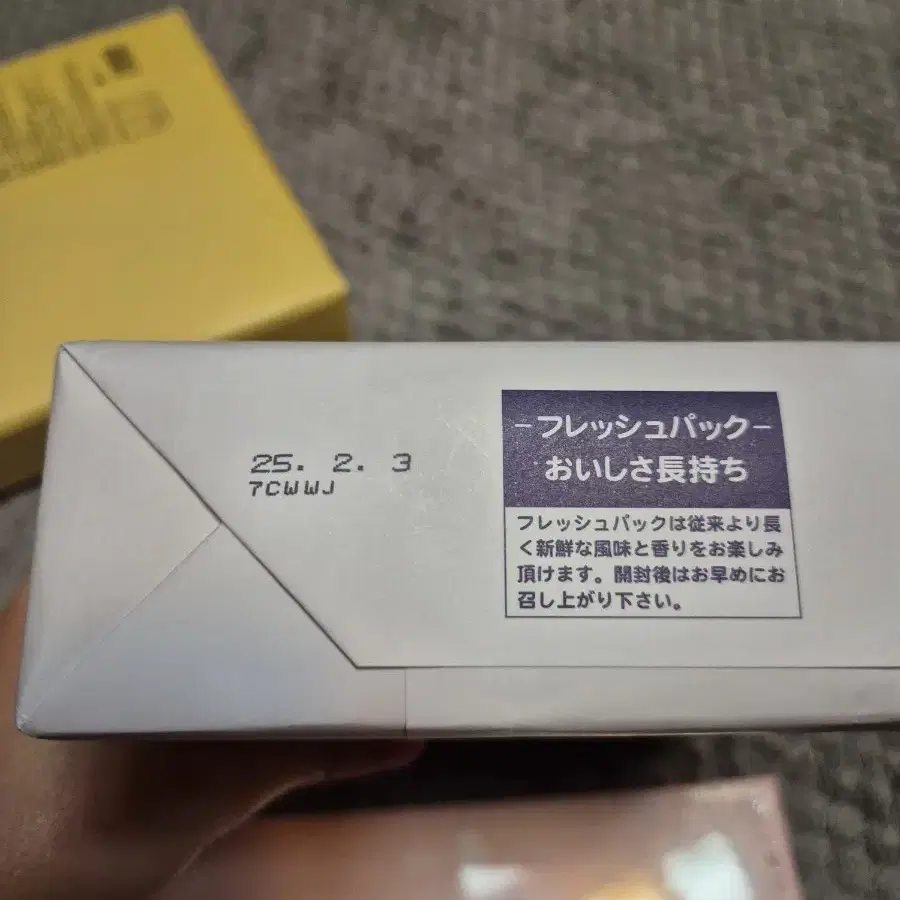 25. 2. 3
7CWWJ
-フレッシュパック-
おいしさ長持ち
フレッシュパックは従来より長
く新鮮な風味と香りをお楽しみ
頂けます。開封後はお早めにお
召し上がり下さい。